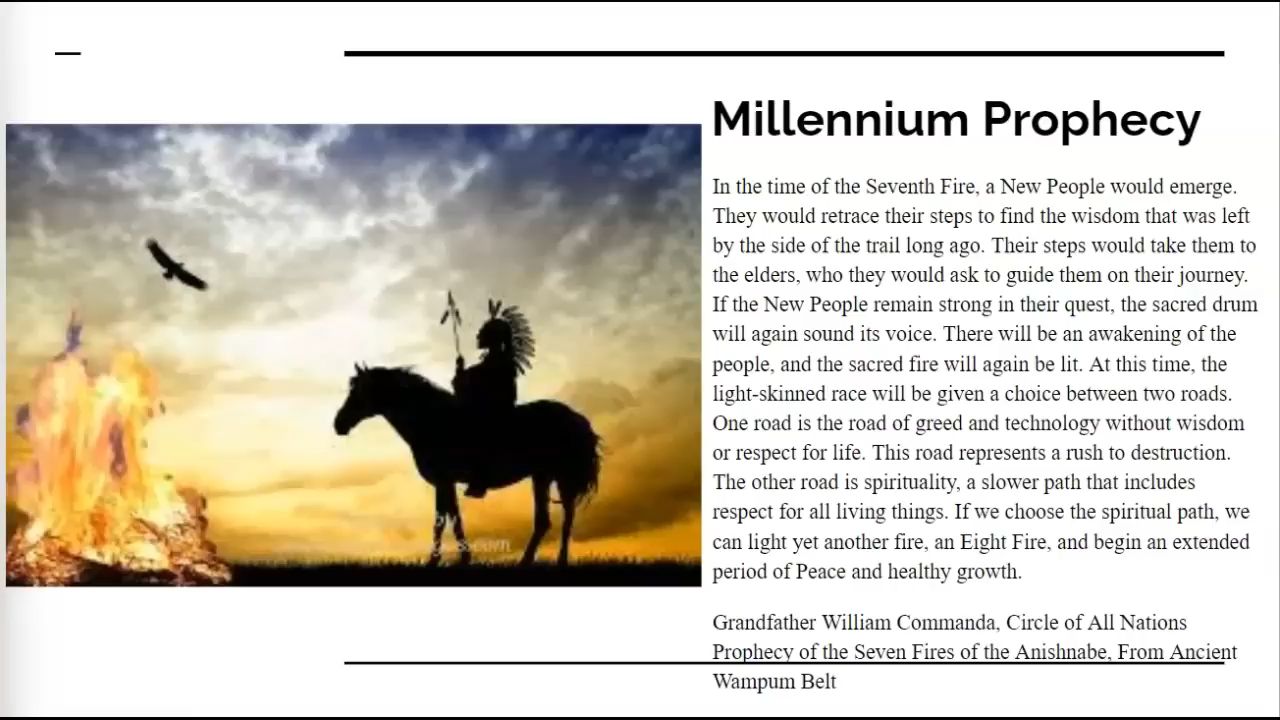 Millennium Prophecy
In the time of the Seventh Fire, a New People would emerge.
They would retrace their steps to find the wisdom that was left
by the side of the trail long ago. Their steps would take them to
the elders, who they would ask to guide them on their journey.
If the New People remain strong in their quest, the sacred drum
will again sound its voice. There will be an awakening of the
people, and the sacred fire will again be lit. At this time, the
light-skinned race will be given a choice between two roads.
One road is the road of greed and technology without wisdom
or respect for life. This road represents a rush to destruction.
The other road is spirituality, a slower path that includes
respect for all living things. If we choose the spiritual path, we
can light yet another fire, an Eight Fire, and begin an extended
period of Peace and healthy growth.
Grandfather William Commanda, Circle of All Nations
Prophecy of the Seven Fires of the Anishnabe, From Ancient
Wampum Belt